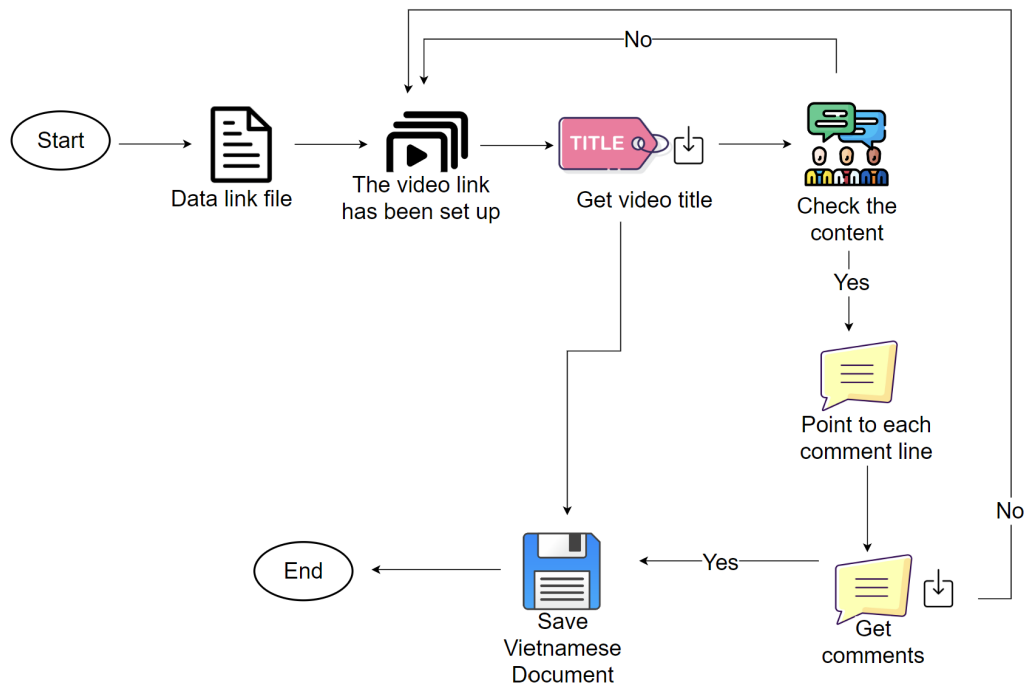 No
Start
TITLE
Data link file
The video link
has been set up
Get video title
Check the
content
Yes
Point to each
comment line
No
End
Yes
Save
Vietnamese
Document
Get
comments